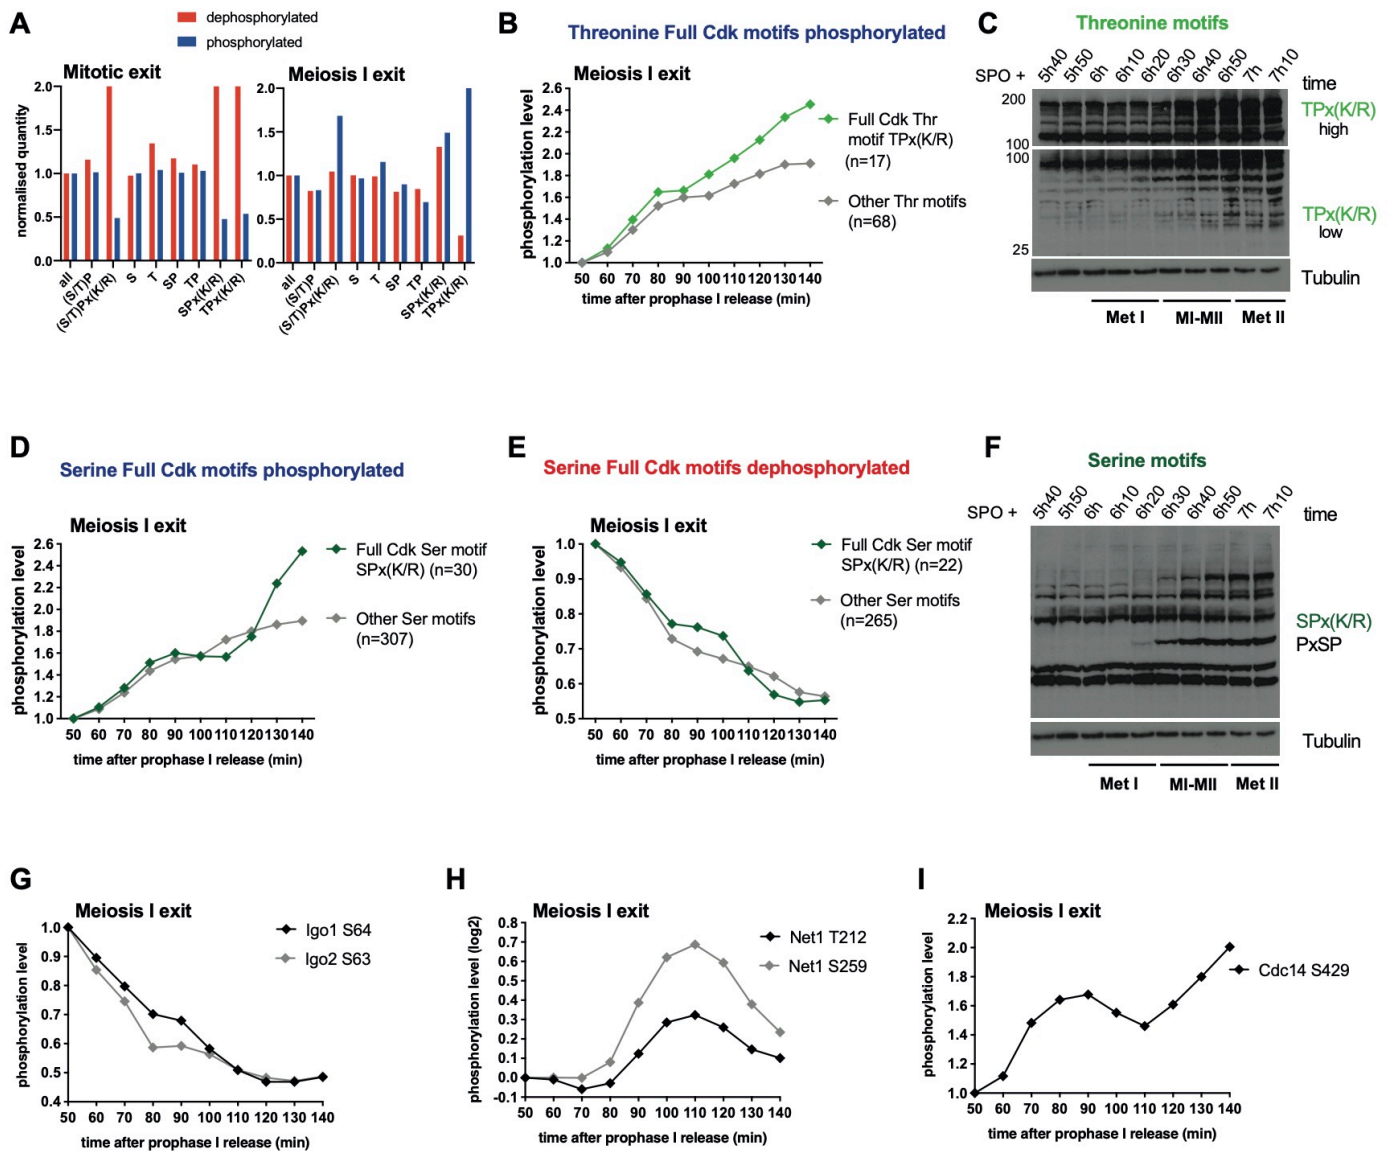 A
dephosphorylated
phosphorylated
Mitotic exit
Meiosis I exit
normalised quantity
2.0
1.5
1.0
0.5
0.0
all
(S/T)P
(S/T)Px(K/R)
S
T
SP
TP
SPx(K/R)
TPx(K/R)
2.0
1.5
1.0
0.5
0.0
all
(S/T)P
(S/T)Px(K/R)
S
T
SP
TP
SPx(K/R)
TPx(K/R)
B
Threonine Full Cdk motifs phosphorylated
Meiosis I exit
phosphorylation level
2.6
2.4
2.2
2.0
1.8
1.6
1.4
1.2
1.0
50 60 70 80 90 100 110 120 130 140
time after prophase I release (min)
Full Cdk Thr
motif TPx(K/R)
(n=17)
Other Thr motifs
(n=68)
C
Threonine motifs
SPO +
5h40 5h50 6h 6h10 6h20 6h30 6h40 6h50 7h 7h10
time
200
100
100
25
TPx(K/R)
high
TPx(K/R)
low
Tubulin
Met I MI-MII Met II
D
Serine Full Cdk motifs phosphorylated
Meiosis I exit
phosphorylation level
2.6
2.4
2.2
2.0
1.8
1.6
1.4
1.2
1.0
50 60 70 80 90 100 110 120 130 140
time after prophase I release (min)
Full Cdk Ser motif
SPx(K/R) (n=30)
Other Ser motifs
(n=307)
E
Serine Full Cdk motifs dephosphorylated
Meiosis I exit
phosphorylation level
1.0
0.9
0.8
0.7
0.6
0.5
50 60 70 80 90 100 110 120 130 140
time after prophase I release (min)
Full Cdk Ser motif
SPx(K/R) (n=22)
Other Ser motifs
(n=265)
F
Serine motifs
SPO +
5h40 5h50 6h 6h10 6h20 6h30 6h40 6h50 7h 7h10
time
SPx(K/R)
PxSP
Tubulin
Met I MI-MII Met II
G
Meiosis I exit
phosphorylation level
1.0
0.9
0.8
0.7
0.6
0.5
0.4
50 60 70 80 90 100 110 120 130 140
time after prophase I release (min)
Igo1 S64
Igo2 S63
H
Meiosis I exit
phosphorylation level (log2)
0.8
0.7
0.6
0.5
0.4
0.3
0.2
0.1
0.0
-0.1
50 60 70 80 90 100 110 120 130 140
time after prophase I release (min)
Net1 T212
Net1 S259
I
Meiosis I exit
phosphorylation level
2.2
2.0
1.8
1.6
1.4
1.2
1.0
50 60 70 80 90 100 110 120 130 140
time after prophase I release (min)
Cdc14 S429